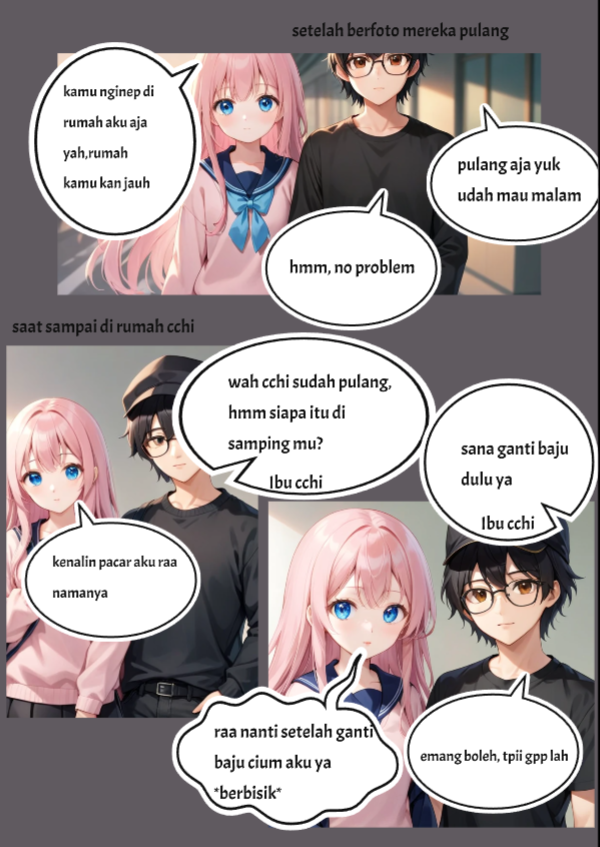 setelah berfoto mereka pulang
kamu nginep di
rumah aku aja
yah,rumah
kamu kan jauh
pulang aja yuk
udah mau malam
hmm, no problem
saat sampai di rumah cchi
wah cchi sudah pulang,
hmm siapa itu di
samping mu?
Ibu cchi
kenalin pacar aku raa
namanya
sana ganti baju
dulu ya
Ibu cchi
raa nanti setelah ganti
baju cium aku ya
*berbisik*
emang boleh, tpii gpp lah